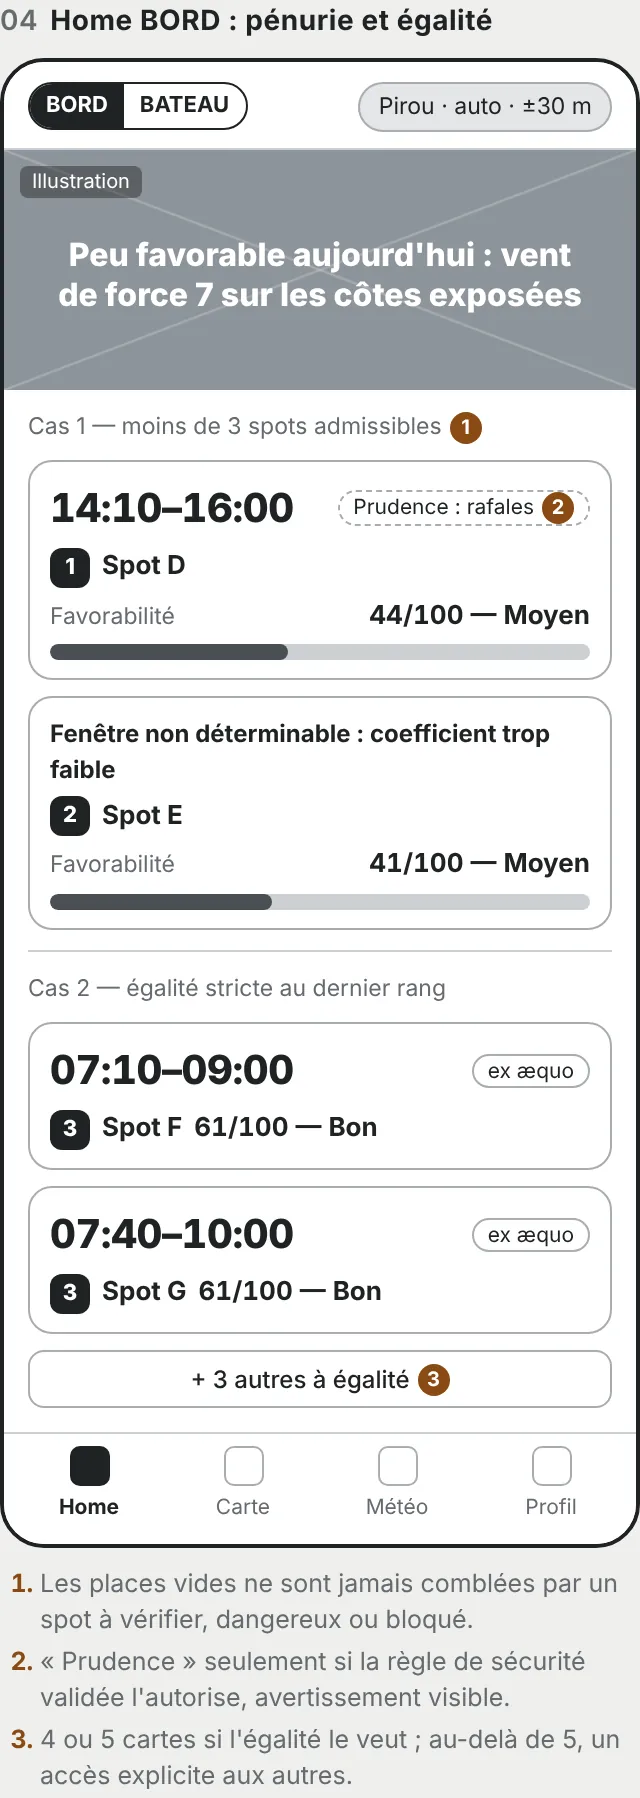 04 Home BORD : pénurie et égalité
BORD BATEAU Pirou · auto · ±30 m
Illustration
Peu favorable aujourd'hui : vent
de force 7 sur les côtes exposées
Cas 1 — moins de 3 spots admissibles 1
14:10–16:00 Prudence : rafales 2
1 Spot D
Favorabilité 44/100 — Moyen
Fenêtre non déterminable : coefficient trop
faible
2 Spot E
Favorabilité 41/100 — Moyen
Cas 2 — égalité stricte au dernier rang
07:10–09:00 ex æquo
3 Spot F 61/100 — Bon
07:40–10:00 ex æquo
3 Spot G 61/100 — Bon
+ 3 autres à égalité 3
Home Carte Météo Profil
1. Les places vides ne sont jamais comblées par un
spot à vérifier, dangereux ou bloqué.
2. « Prudence » seulement si la règle de sécurité
validée l'autorise, avertissement visible.
3. 4 ou 5 cartes si l'égalité le veut ; au-delà de 5, un
accès explicite aux autres.